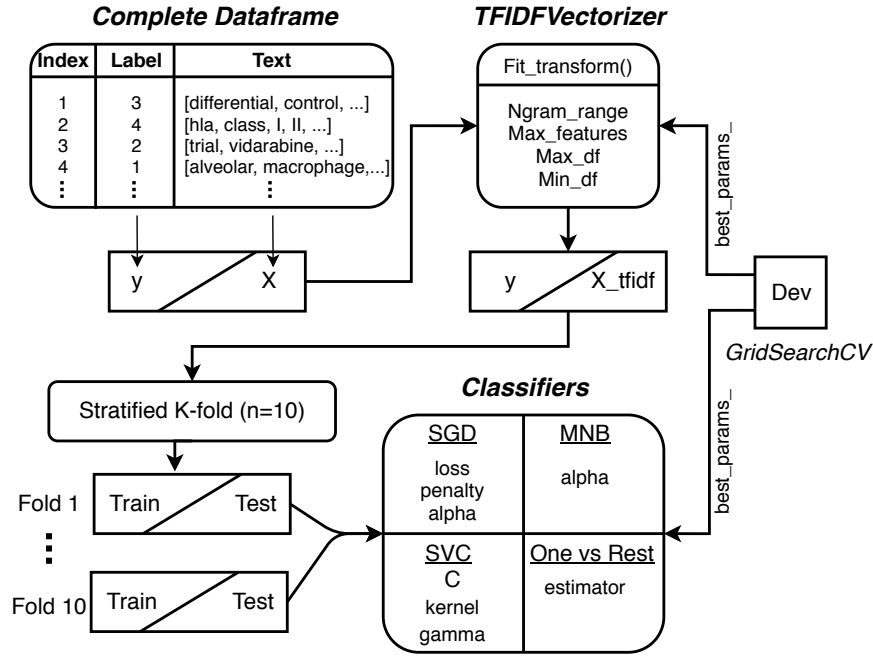 Complete Dataframe
TFIDFVectorizer
Index Label Text
1 3 [differential, control, ...]
2 4 [hla, class, I, II, ...]
3 2 [trial, vidarabine, ...]
4 1 [alveolar, macrophage,...]
Fit_transform()
Ngram_range
Max_features
Max_df
Min_df
best_params_
y X
y X_tfidf
Dev
GridSearchCV
best_params_
Stratified K-fold (n=10)
Classifiers
SGD
loss
penalty
alpha
MNB
alpha
Fold 1 Train Test
SVC
C
kernel
gamma
One vs Rest
estimator
Fold 10 Train Test